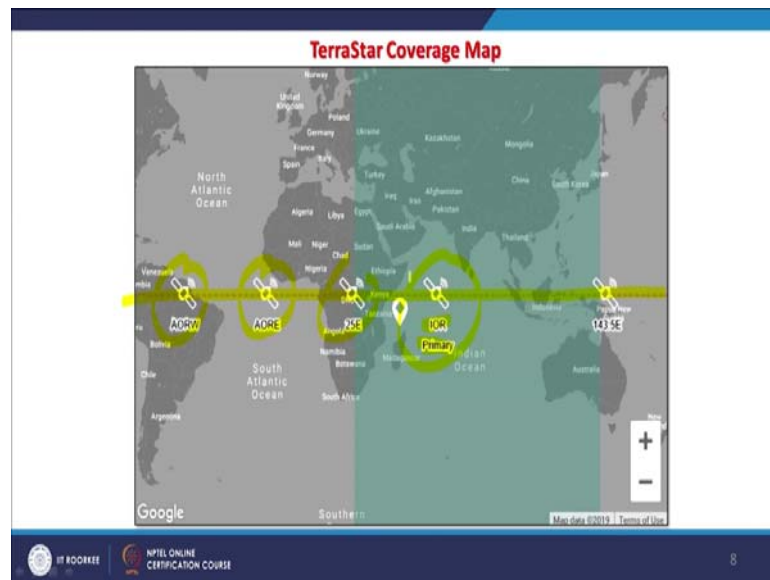 TerraStar Coverage Map
Norway
United
Kingdom
Poland
Germany
Ukraine
France
Kazakhstan
Mongolia
Spain
Italy
Turkey
North
Atlantic
Ocean
Iraq
Iran
Afghanistan
Pakistan
China
South Korea
Japan
Algeria
Libya
Egypt
Saudi Arabia
India
Thailand
Mali
Niger
Chad
Sudan
Nigeria
Ethiopia
Venezuela
Kenya
Tanzania
Indonesia
Papua New
AORW
AORE
25E
IOR
143.5E
Primary
Bolivia
Angola
Namibia
Botswana
Madagascar
Indian
Ocean
South
Atlantic
Ocean
Chile
South Africa
Australia
Argentina
New
+
−
Google
Southern
Map data ©2019
Terms of Use
IIT ROORKEE
NPTEL ONLINE
CERTIFICATION COURSE
8